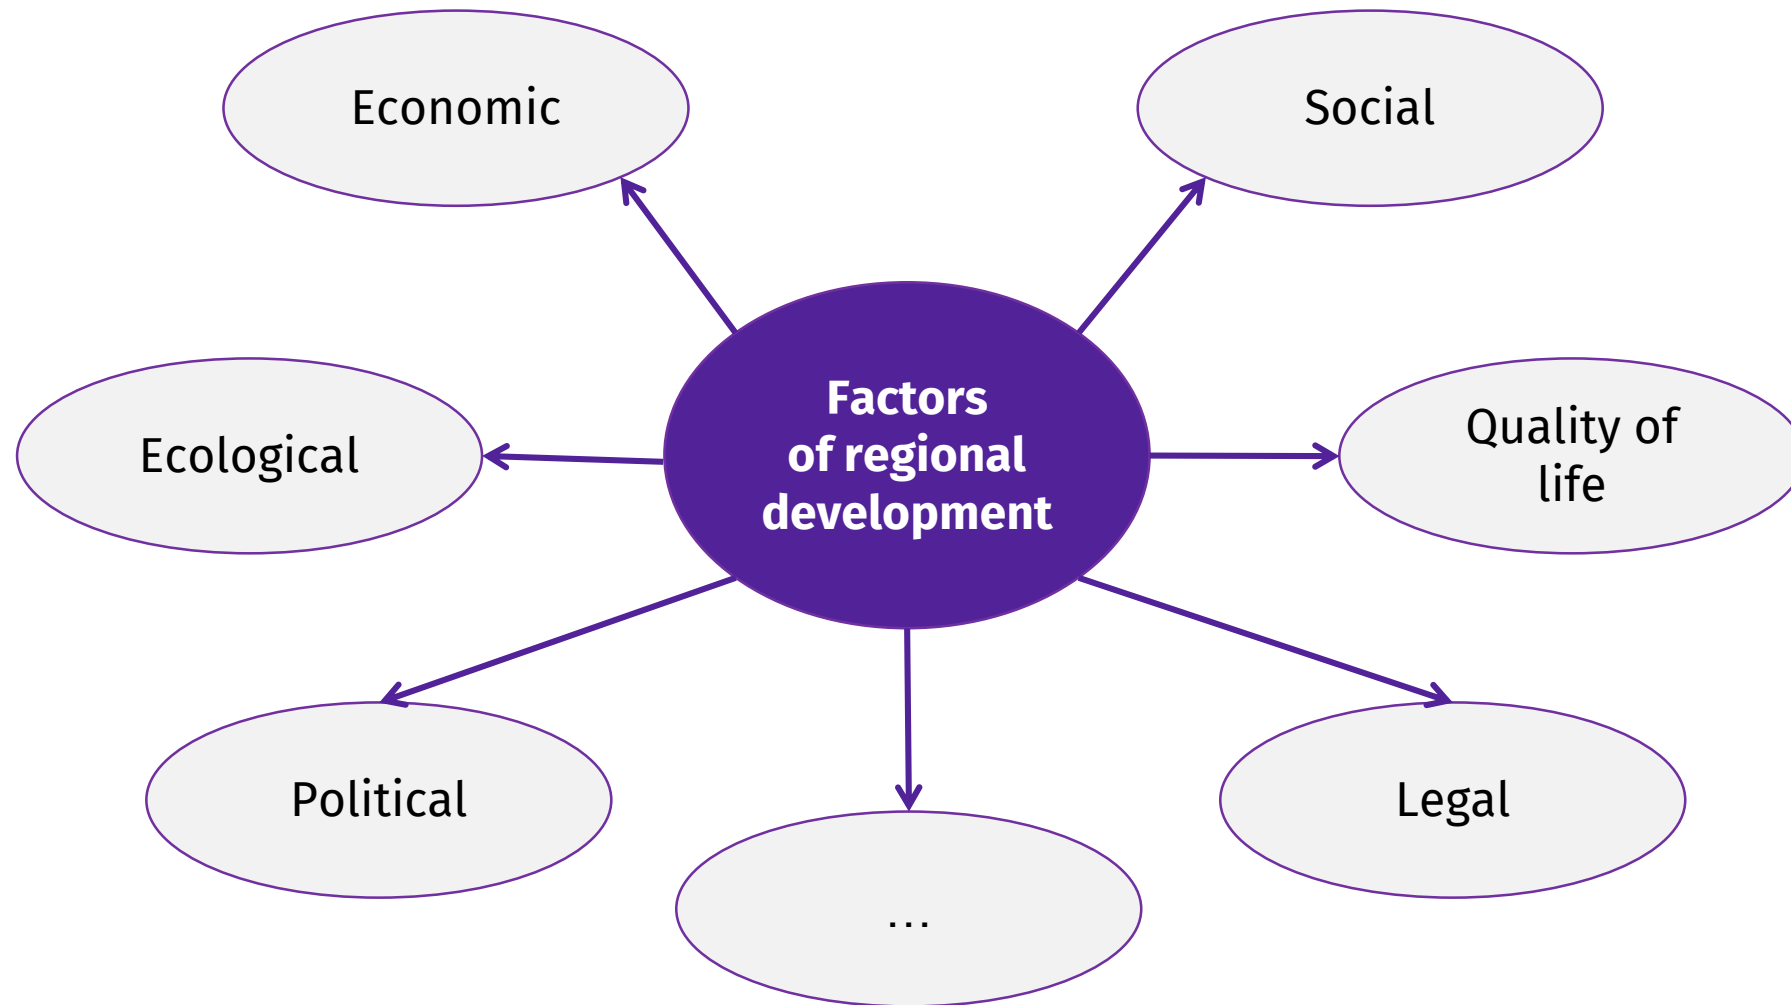 Economic
Social
Factors
of regional
development
Ecological
Quality of
life
Political
Legal
...